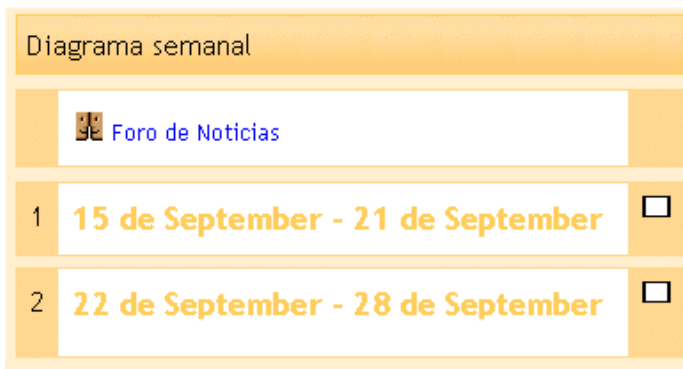 Diagrama semanal
Foro de Noticias
1 15 de September - 21 de September
2 22 de September - 28 de September